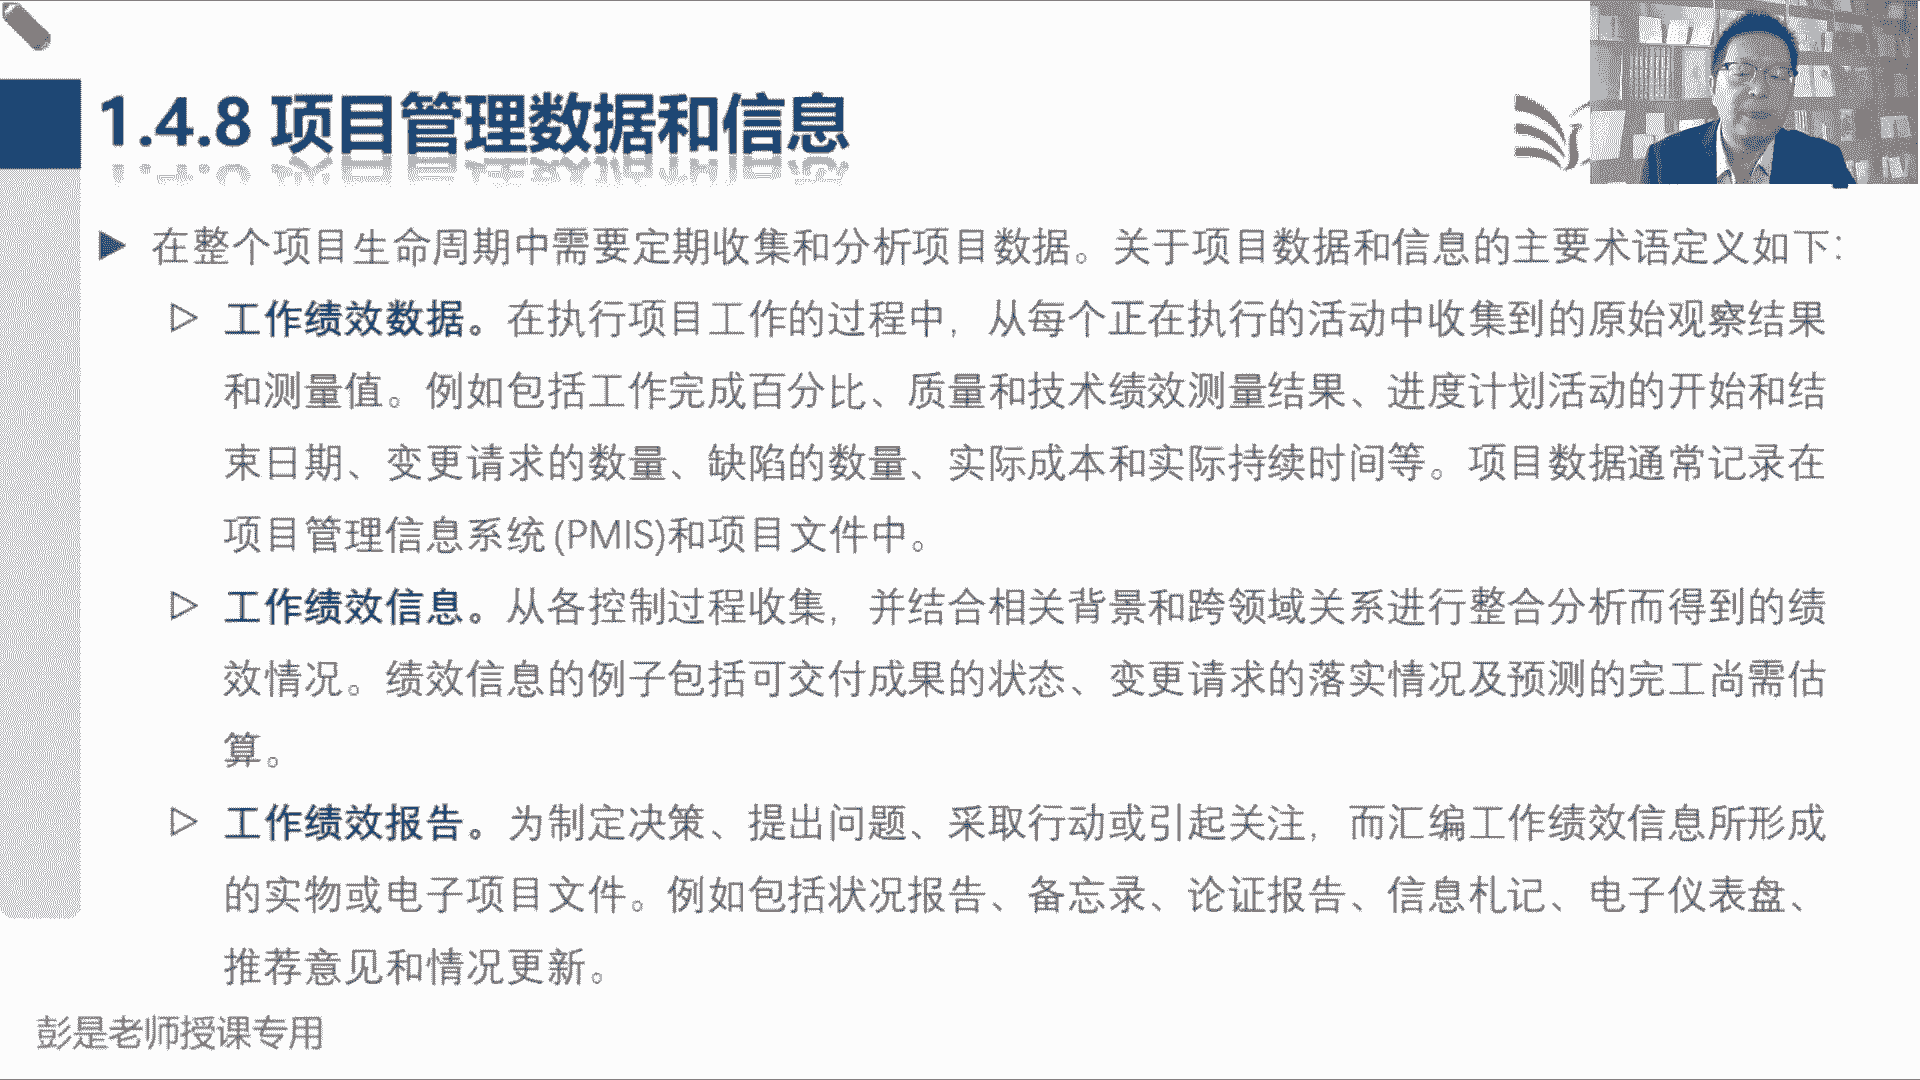 1.4.8 项目管理数据和信息
在整个项目生命周期中需要定期收集和分析项目数据。关于项目数据和信息的主要术语定义如下：
工作绩效数据。在执行项目工作的过程中，从每个正在执行的活动中收集到的原始观察结果
和测量值。例如包括工作完成百分比、质量和技术绩效测量结果、进度计划活动的开始和结
束日期、变更请求的数量、缺陷的数量、实际成本和实际持续时间等。项目数据通常记录在
项目管理信息系统(PMIS)和项目文件中。
工作绩效信息。从各控制过程收集，并结合相关背景和跨领域关系进行整合分析而得到的绩
效情况。绩效信息的例子包括可交付成果的状态、变更请求的落实情况及预测的完工尚需估
算。
工作绩效报告。为制定决策、提出问题、采取行动或引起关注，而汇编工作绩效信息所形成
的实物或电子项目文件。例如包括状况报告、备忘录、论证报告、信息札记、电子仪表盘、
推荐意见和情况更新。
彭是老师授课专用